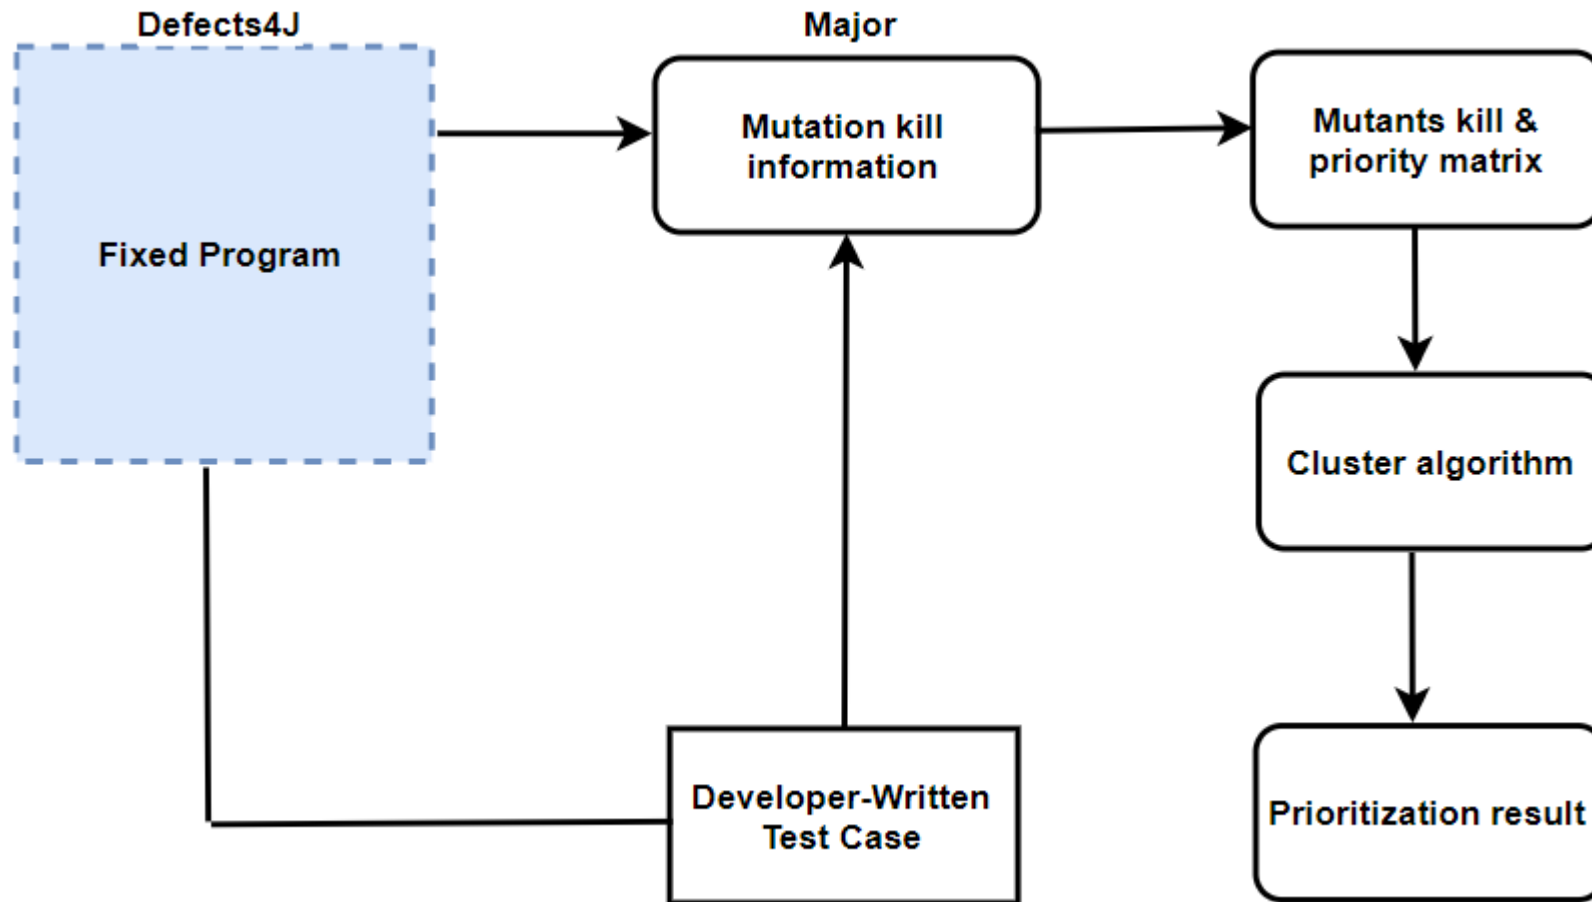 Defects4J
Major
Fixed Program
Mutation kill
information
Mutants kill &
priority matrix
Cluster algorithm
Developer-Written
Test Case
Prioritization result